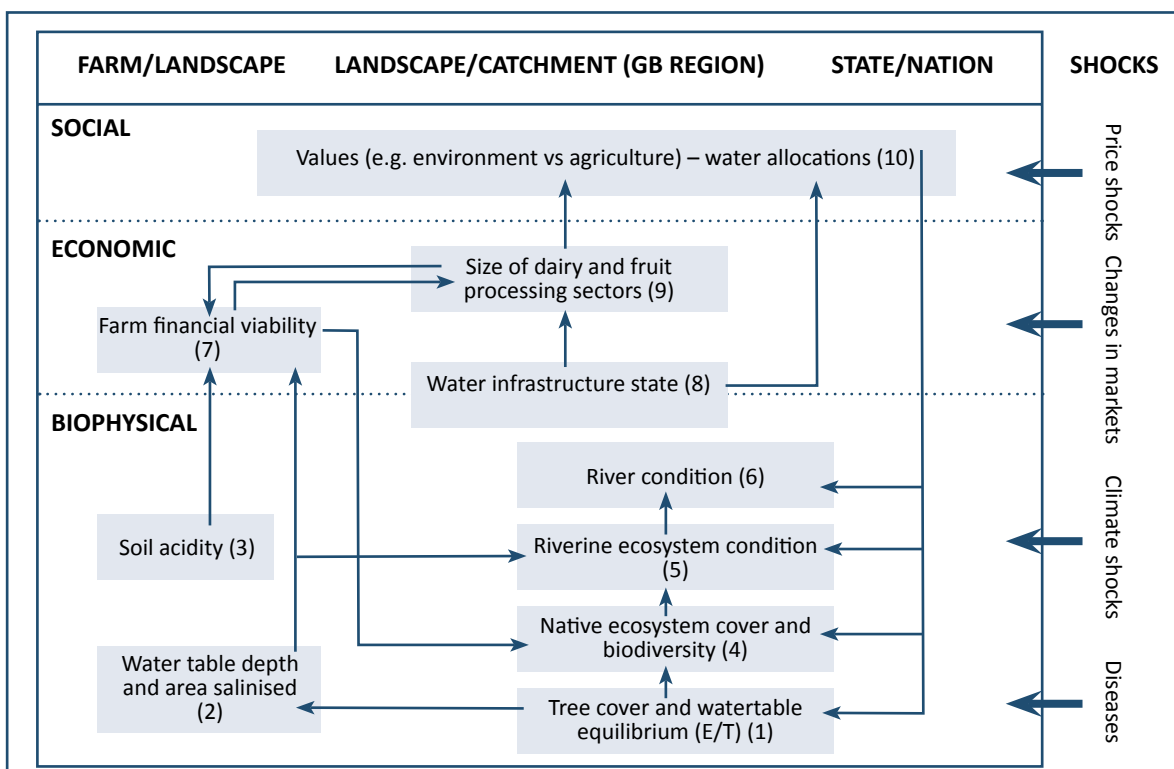 FARM/LANDSCAPE
LANDSCAPE/CATCHMENT (GB REGION)
STATE/NATION
SHOCKS
SOCIAL
Values (e.g. environment vs agriculture) – water allocations (10)
Price shocks
ECONOMIC
Size of dairy and fruit
processing sectors (9)
Farm financial viability
(7)
Changes in markets
Water infrastructure state (8)
BIOPHYSICAL
River condition (6)
Climate shocks
Soil acidity (3)
Riverine ecosystem condition
(5)
Native ecosystem cover and
biodiversity (4)
Water table depth
and area salinised
(2)
Tree cover and watertable
equilibrium (E/T) (1)
Diseases